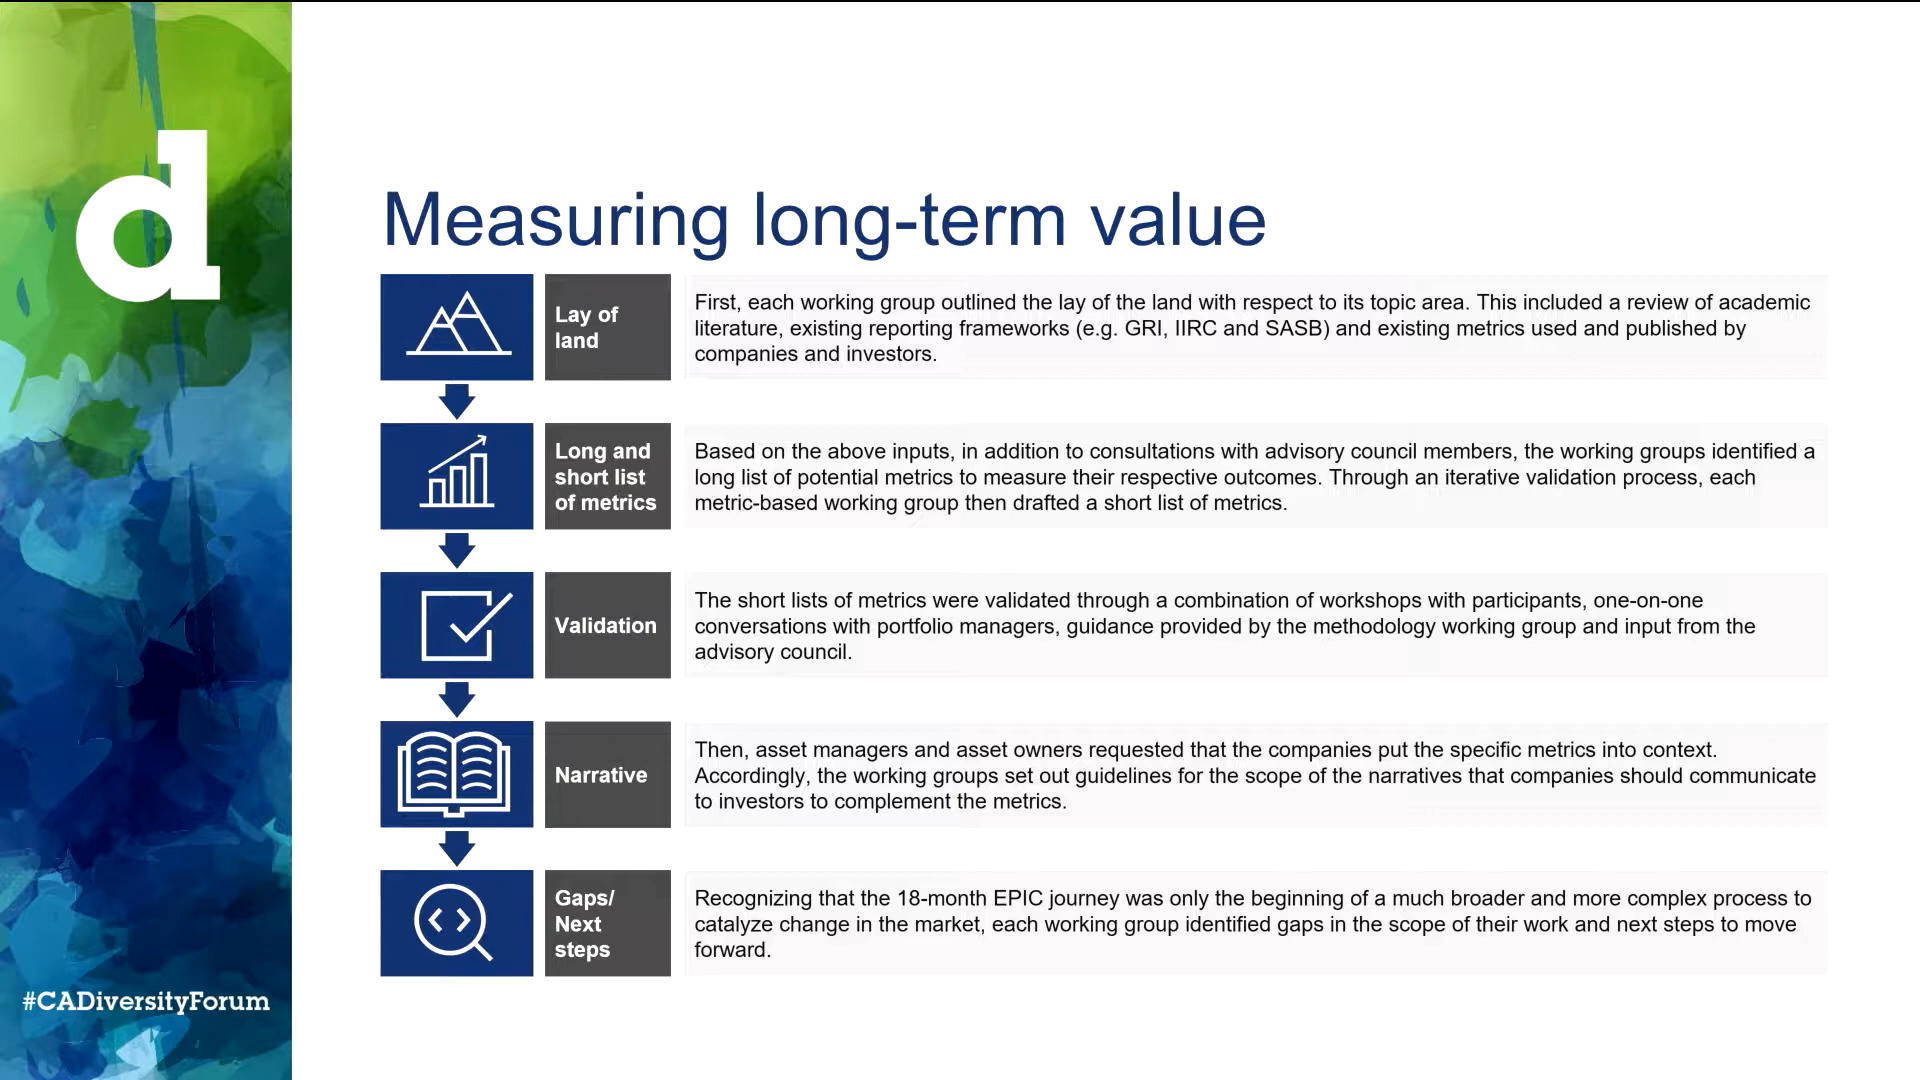 d
#CADiversityForum
Measuring long-term value
Lay of
land
First, each working group outlined the lay of the land with respect to its topic area. This included a review of academic
literature, existing reporting frameworks (e.g. GRI, IIRC and SASB) and existing metrics used and published by
companies and investors.
Long and
short list
of metrics
Based on the above inputs, in addition to consultations with advisory council members, the working groups identified a
long list of potential metrics to measure their respective outcomes. Through an iterative validation process, each
metric-based working group then drafted a short list of metrics.
Validation
The short lists of metrics were validated through a combination of workshops with participants, one-on-one
conversations with portfolio managers, guidance provided by the methodology working group and input from the
advisory council.
Narrative
Then, asset managers and asset owners requested that the companies put the specific metrics into context.
Accordingly, the working groups set out guidelines for the scope of the narratives that companies should communicate
to investors to complement the metrics.
Gaps/
Next
steps
Recognizing that the 18-month EPIC journey was only the beginning of a much broader and more complex process to
catalyze change in the market, each working group identified gaps in the scope of their work and next steps to move
forward.